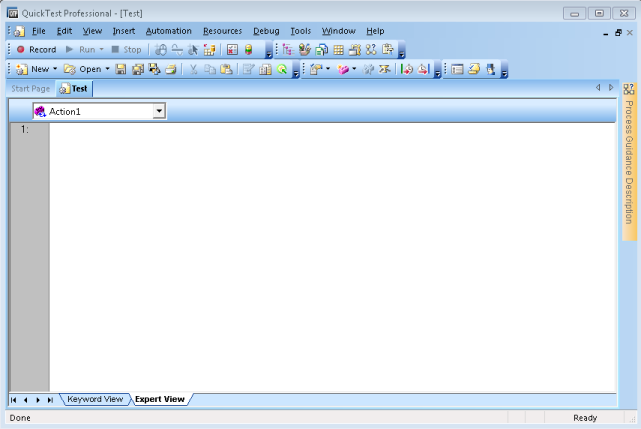 QuickTest Professional - [Test]
File Edit View Insert Automation Resources Debug Tools Window Help
Record Run Stop
New Open
Start Page Test
Action1
1:
Process Guidance Description
Keyword View Expert View
Done Ready